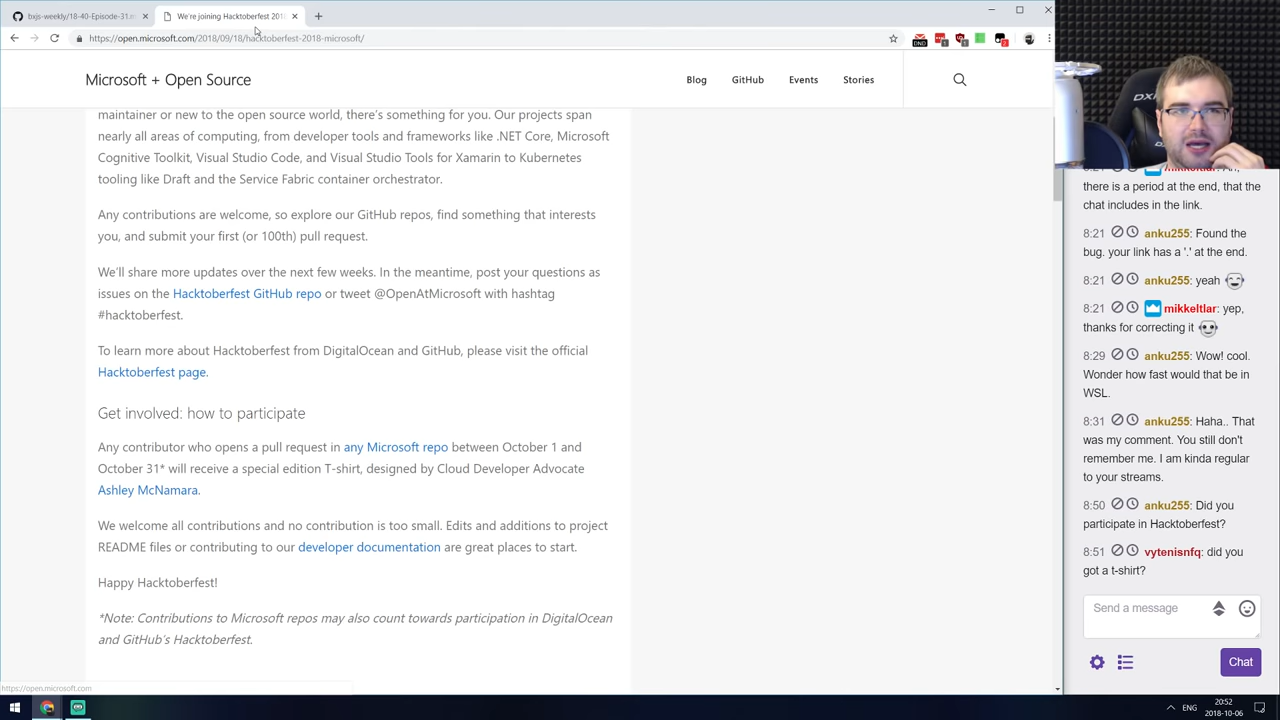 bxjs-weekly/18-40-Episode-31.m
We're joining Hacktoberfest 201
https://open.microsoft.com/2018/09/18/hacktoberfest-2018-microsoft/
Microsoft + Open Source
Blog
GitHub
Events
Stories
maintainer or new to the open source world, there's something for you. Our projects span
nearly all areas of computing, from developer tools and frameworks like .NET Core, Microsoft
Cognitive Toolkit, Visual Studio Code, and Visual Studio Tools for Xamarin to Kubernetes
tooling like Draft and the Service Fabric container orchestrator.
Any contributions are welcome, so explore our GitHub repos, find something that interests
you, and submit your first (or 100th) pull request.
We'll share more updates over the next few weeks. In the meantime, post your questions as
issues on the Hacktoberfest GitHub repo or tweet @OpenAtMicrosoft with hashtag
#hacktoberfest.
To learn more about Hacktoberfest from DigitalOcean and GitHub, please visit the official
Hacktoberfest page.
Get involved: how to participate
Any contributor who opens a pull request in any Microsoft repo between October 1 and
October 31* will receive a special edition T-shirt, designed by Cloud Developer Advocate
Ashley McNamara.
We welcome all contributions and no contribution is too small. Edits and additions to project
README files or contributing to our developer documentation are great places to start.
Happy Hacktoberfest!
*Note: Contributions to Microsoft repos may also count towards participation in DigitalOcean
and GitHub's Hacktoberfest.
https://open.microsoft.com
DX
there is a period at the end, that the
chat includes in the link.
8:21 anku255: Found the
bug. your link has a '.' at the end.
8:21 anku255: yeah
8:21 mikkeltlar: yep,
thanks for correcting it
8:29 anku255: Wow! cool.
Wonder how fast would that be in
WSL.
8:31 anku255: Haha.. That
was my comment. You still don't
remember me. I am kinda regular
to your streams.
8:50 anku255: Did you
participate in Hacktoberfest?
8:51 vytenisnfq: did you
got a t-shirt?
Send a message
Chat
ENG
20:52
2018-10-06